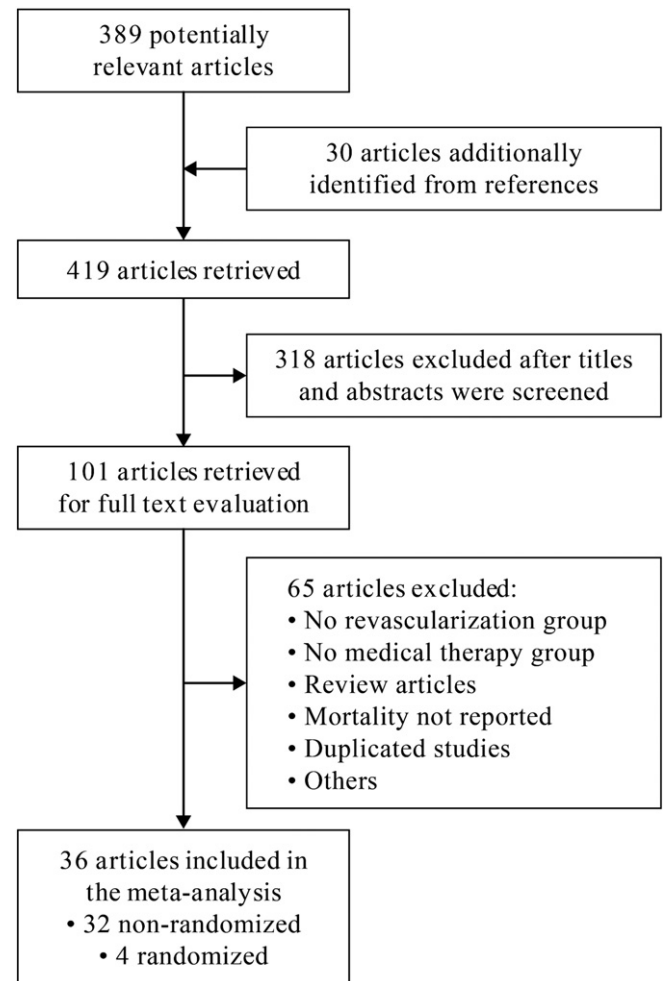 389 potentially
relevant articles
30 articles additionally
identified from references
419 articles retrieved
318 articles excluded after titles
and abstracts were screened
101 articles retrieved
for full text evaluation
65 articles excluded:
• No revascularization group
• No medical therapy group
• Review articles
• Mortality not reported
• Duplicated studies
• Others
36 articles included in
the meta-analysis
• 32 non-randomized
• 4 randomized